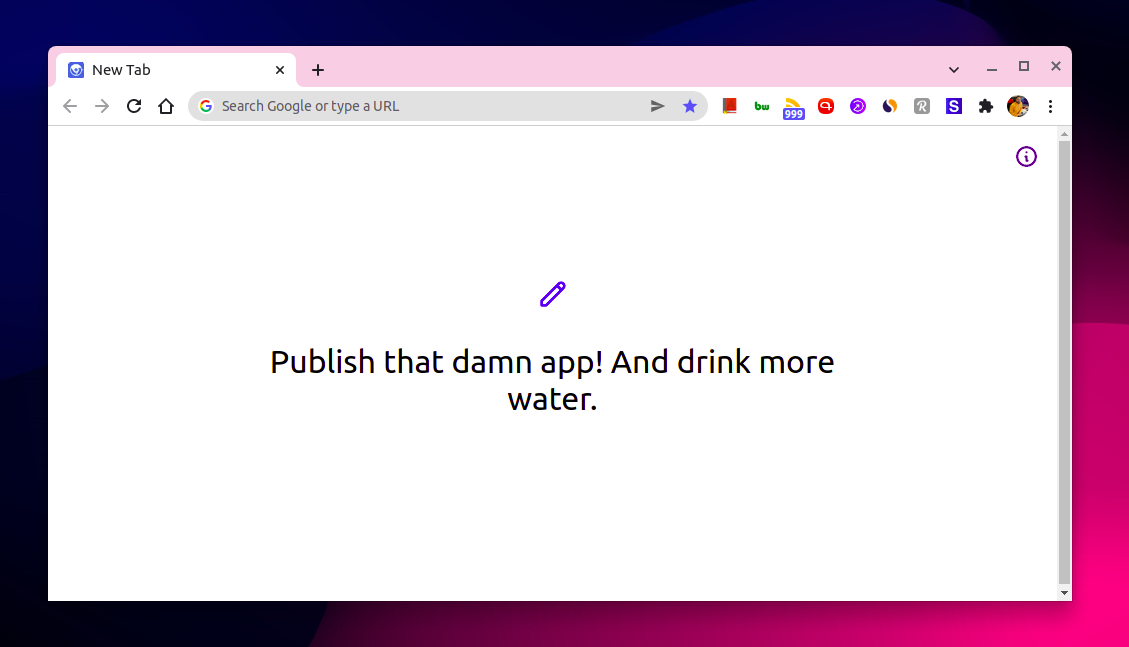 New Tab
Search Google or type a URL
bw
999
R
S
Publish that damn app! And drink more
water.